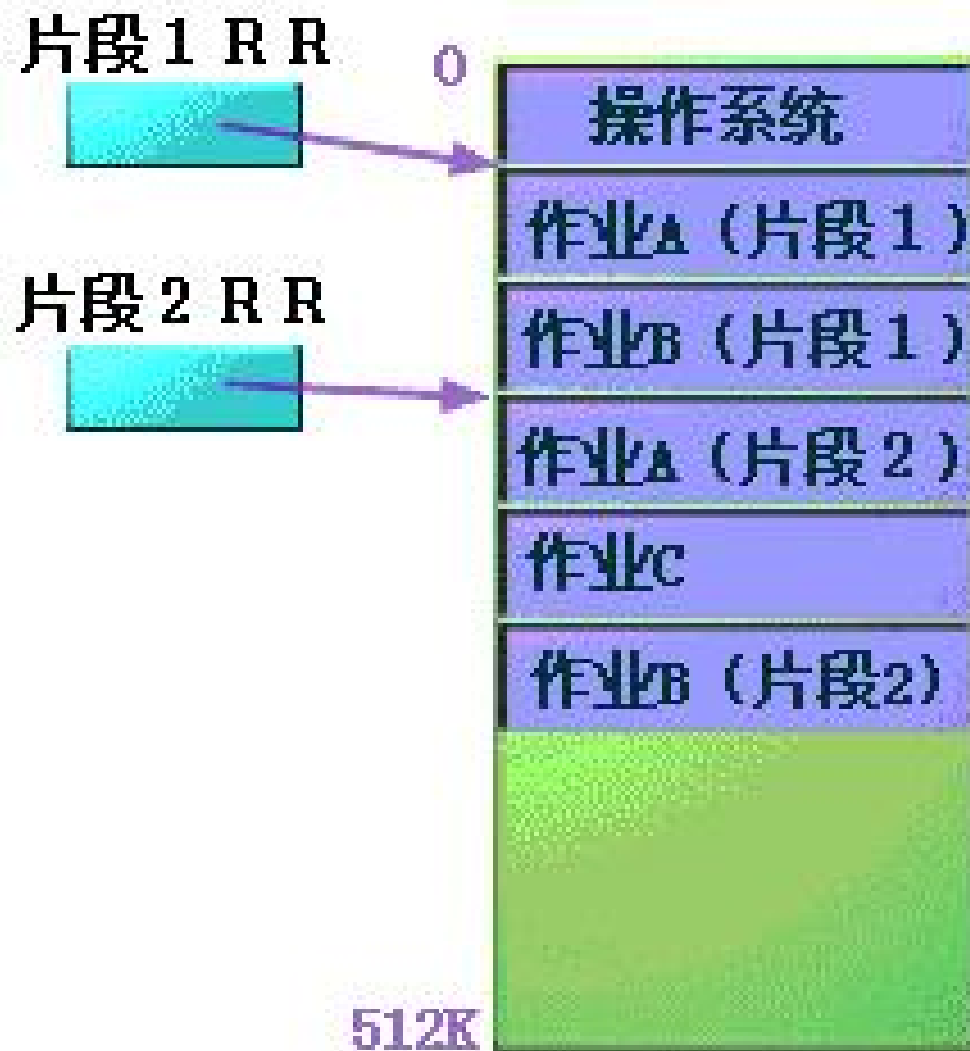 片段1 R R
0
操作系统
作业A（片段1）
片段2 R R
作业B（片段1）
作业A（片段2）
作业C
作业B（片段2）
512K